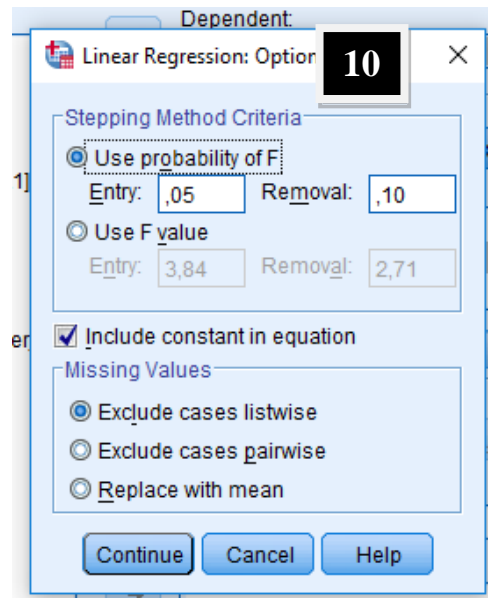 Dependent:
Linear Regression: Option
10
Stepping Method Criteria
Use probability of F
Entry: ,05 Removal: ,10
Use F value
Entry: 3,84 Removal: 2,71
1]
er
Include constant in equation
Missing Values
Exclude cases listwise
Exclude cases pairwise
Replace with mean
Continue Cancel Help